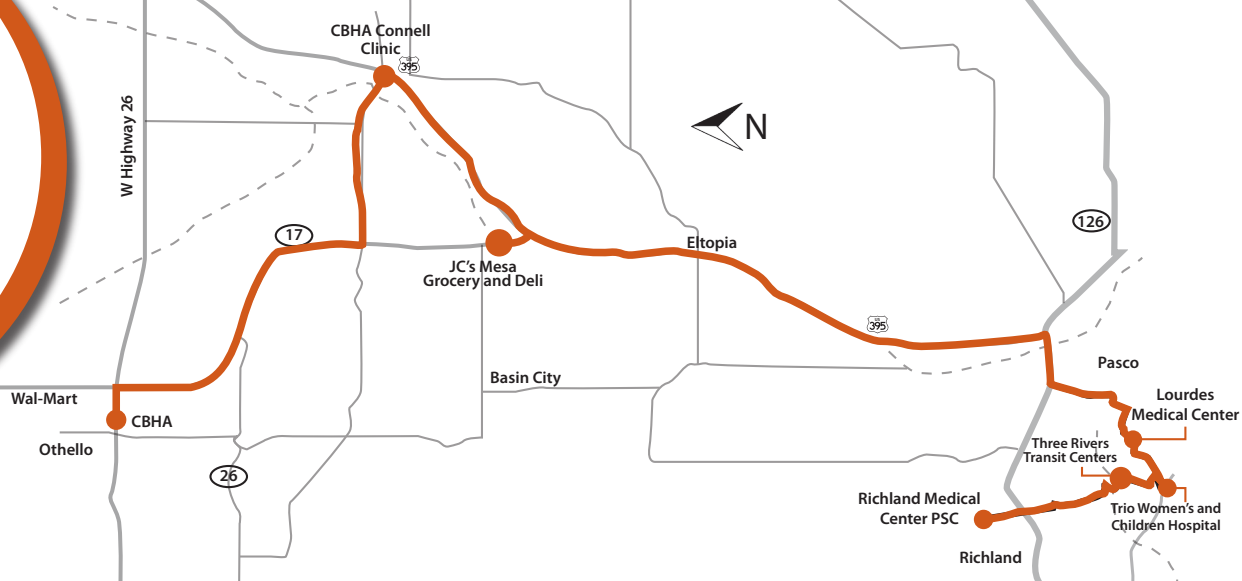 CBHA Connell
Clinic
US
395
W Highway 26
N
126
17
Eltopia
JC's Mesa
Grocery and Deli
US
395
Pasco
Basin City
Wal-Mart
CBHA
Lourdes
Medical Center
Othello
Three Rivers
Transit Centers
26
Richland Medical
Center PSC
Trio Women's and
Children Hospital
Richland